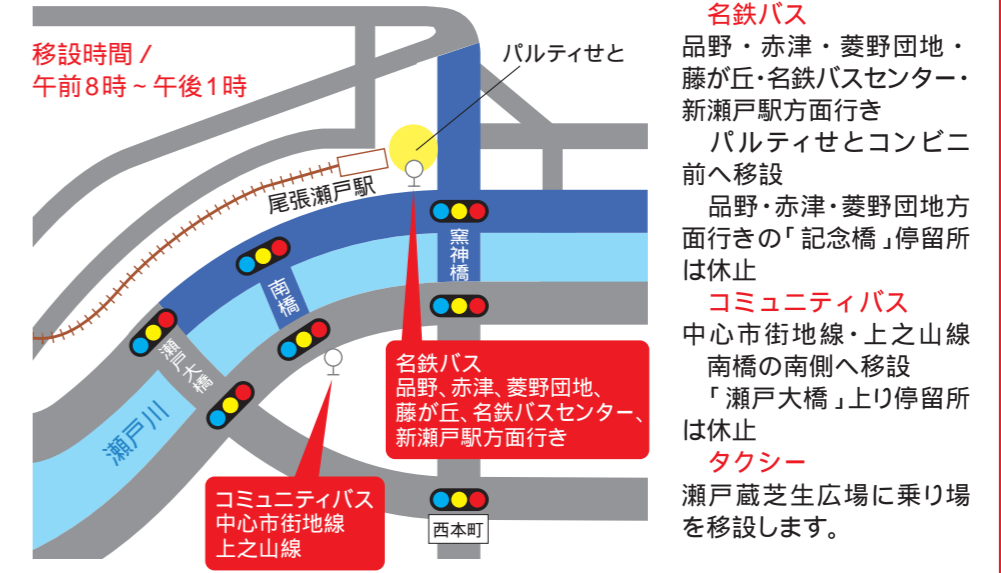 移設時間 /
午前8時~午後1時
パルティせと
尾張瀬戸駅
窯神橋
南橋
瀬戸大橋
瀬戸川
名鉄バス
品野、赤津、菱野団地、
藤が丘、名鉄バスセンター、
新瀬戸駅方面行き
コミュニティバス
中心市街地線
上之山線
西本町
名鉄バス
品野・赤津・菱野団地・
藤が丘・名鉄バスセンター・
新瀬戸駅方面行き
パルティせとコンビニ
前へ移設
品野・赤津・菱野団地方
面行きの「記念橋」停留所
は休止
コミュニティバス
中心市街地線・上之山線
南橋の南側へ移設
「瀬戸大橋」上り停留所
は休止
タクシー
瀬戸蔵芝生広場に乗り場
を移設します。